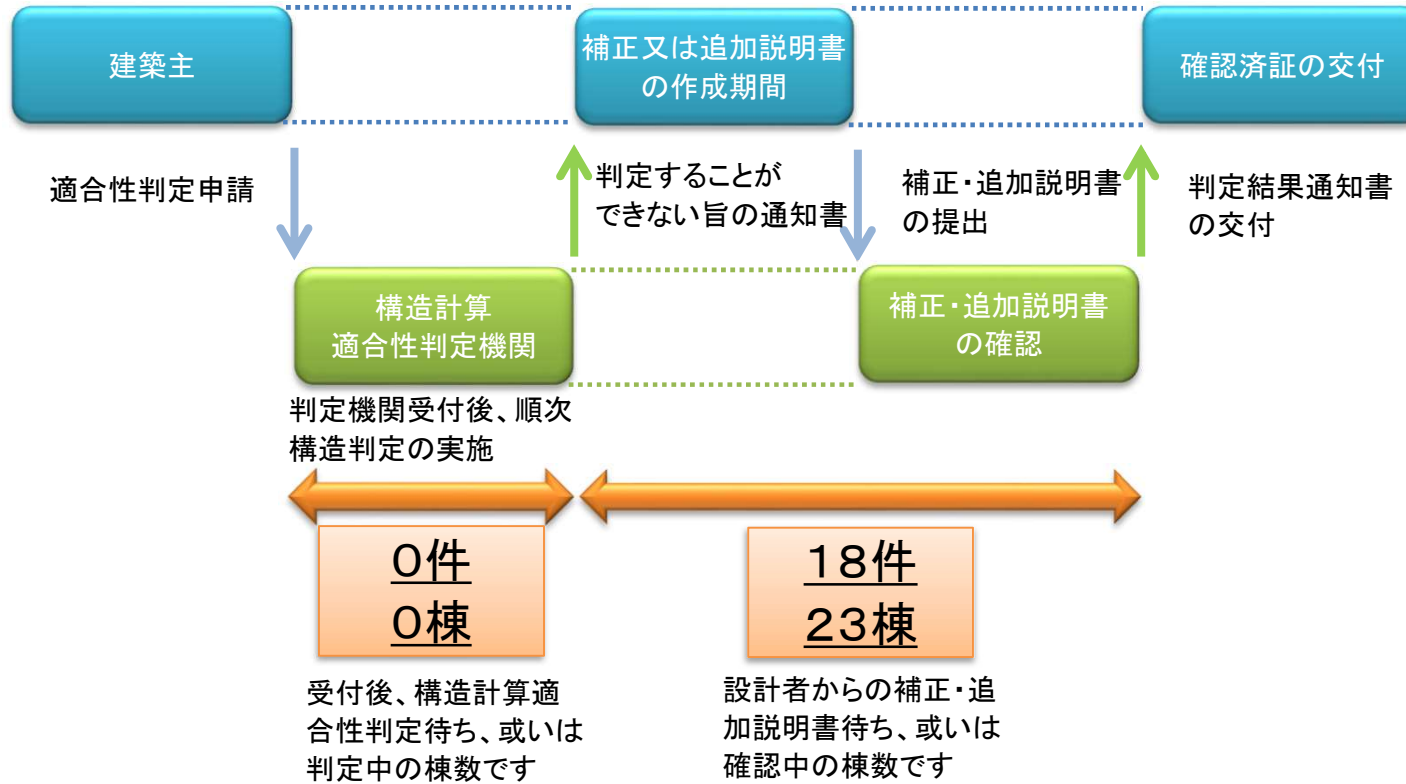 建築主
補正又は追加説明書
の作成期間
確認済証の交付
適合性判定申請
判定することが
できない旨の通知書
補正・追加説明書
の提出
判定結果通知書
の交付
構造計算
適合性判定機関
補正・追加説明書
の確認
判定機関受付後、順次
構造判定の実施
0件
0棟
18件
23棟
受付後、構造計算適
合性判定待ち、或いは
判定中の棟数です
設計者からの補正・追
加説明書待ち、或いは
確認中の棟数です